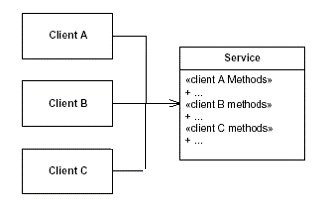 Client A
Client B
Client C
Service
«client A Methods»
+ ...
«client B methods»
+ ...
«client C methods»
+ ...